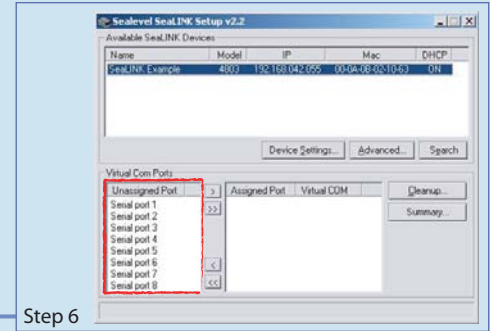 Sealevel SeaLINK Setup v2.2
Available SeaLINK Devices
Name Model IP Mac DHCP
SeaLINK Example 4803 192.168.042.055 00-0A-0B-02-10-63 ON
Device Settings... Advanced... Search
Virtual Com Ports
Unassigned Port > Assigned Port Virtual COM Cleanup...
Serial port 1
Serial port 2 >> Summary...
Serial port 3
Serial port 4
Serial port 5
Serial port 6 <
Serial port 7
Serial port 8 <<
Step 6